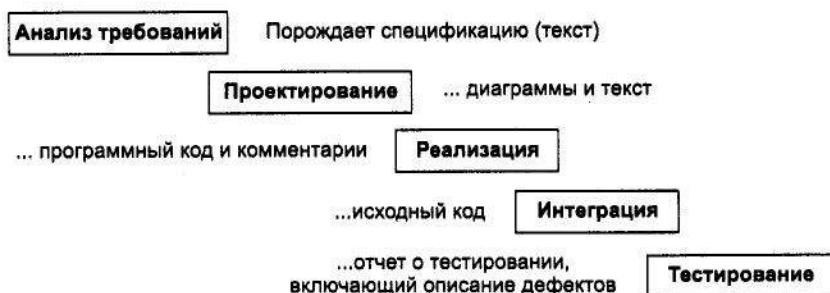 Анализ требований Порождает спецификацию (текст)
Проектирование ... диаграммы и текст
... программный код и комментарии Реализация
...исходный код Интеграция
...отчет о тестировании,
включающий описание дефектов Тестирование